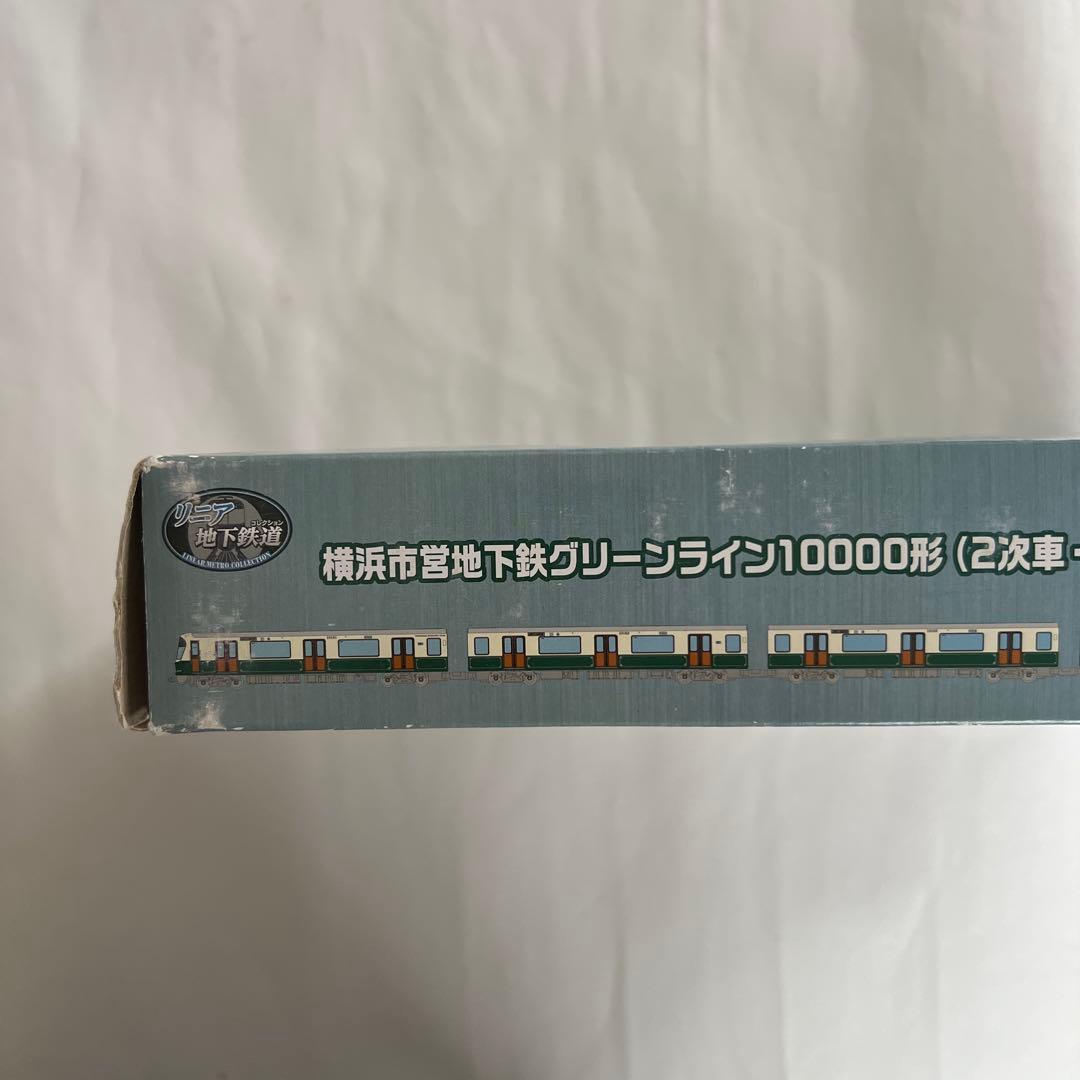 リニア
コレクション
地下鉄道
LINEAR METRO COLLECTION
横浜市営地下鉄グリーンライン10000形（2次車・